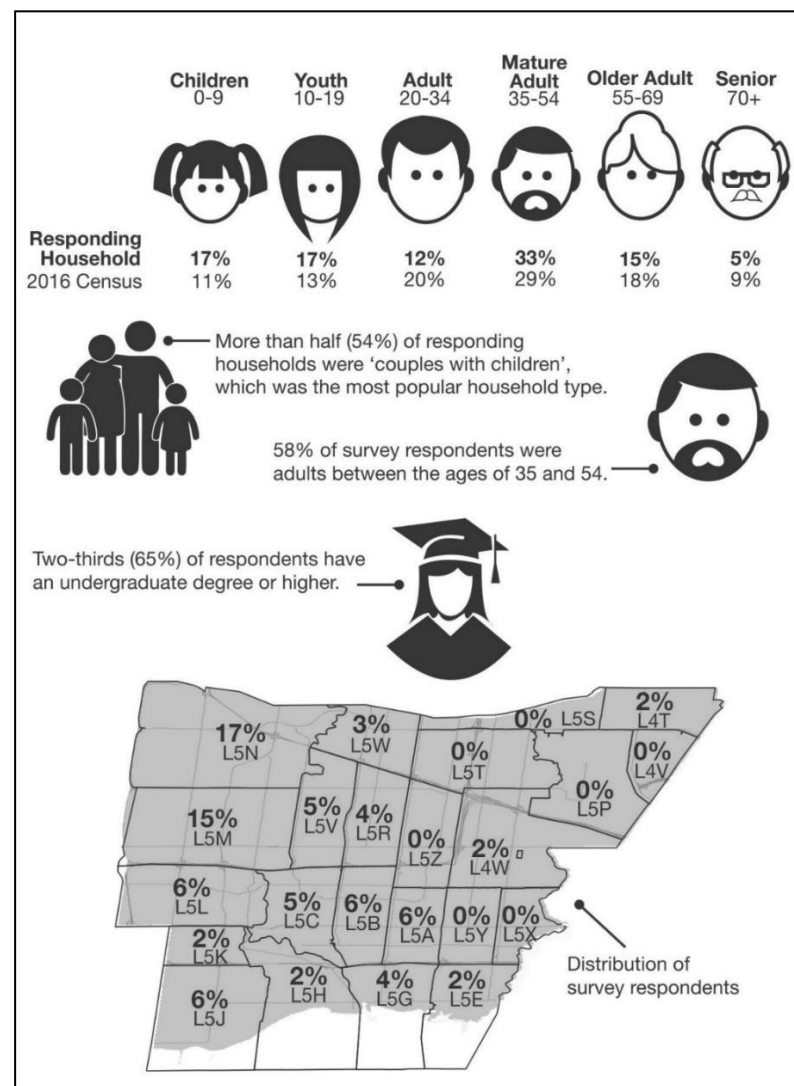 Children Youth Adult Mature Adult Older Adult Senior
0-9 10-19 20-34 35-54 55-69 70+
Responding
Household 17% 17% 12% 33% 15% 5%
2016 Census 11% 13% 20% 29% 18% 9%
More than half (54%) of responding
households were ‘couples with children’,
which was the most popular household type.
58% of survey respondents were
adults between the ages of 35 and 54.
Two-thirds (65%) of respondents have
an undergraduate degree or higher.
2%
L4T
0% L5S
3%
L5W
17%
L5N
0%
L5T
0%
L4V
0%
L5P
15%
L5M
5%
L5V
4%
L5R
0%
L5Z
2%
L4W
6%
L5L
5%
L5C
6%
L5B
6%
L5A
0%
L5Y
0%
L5X
2%
L5K
6%
L5J
2%
L5H
4%
L5G
2%
L5E
Distribution of
survey respondents